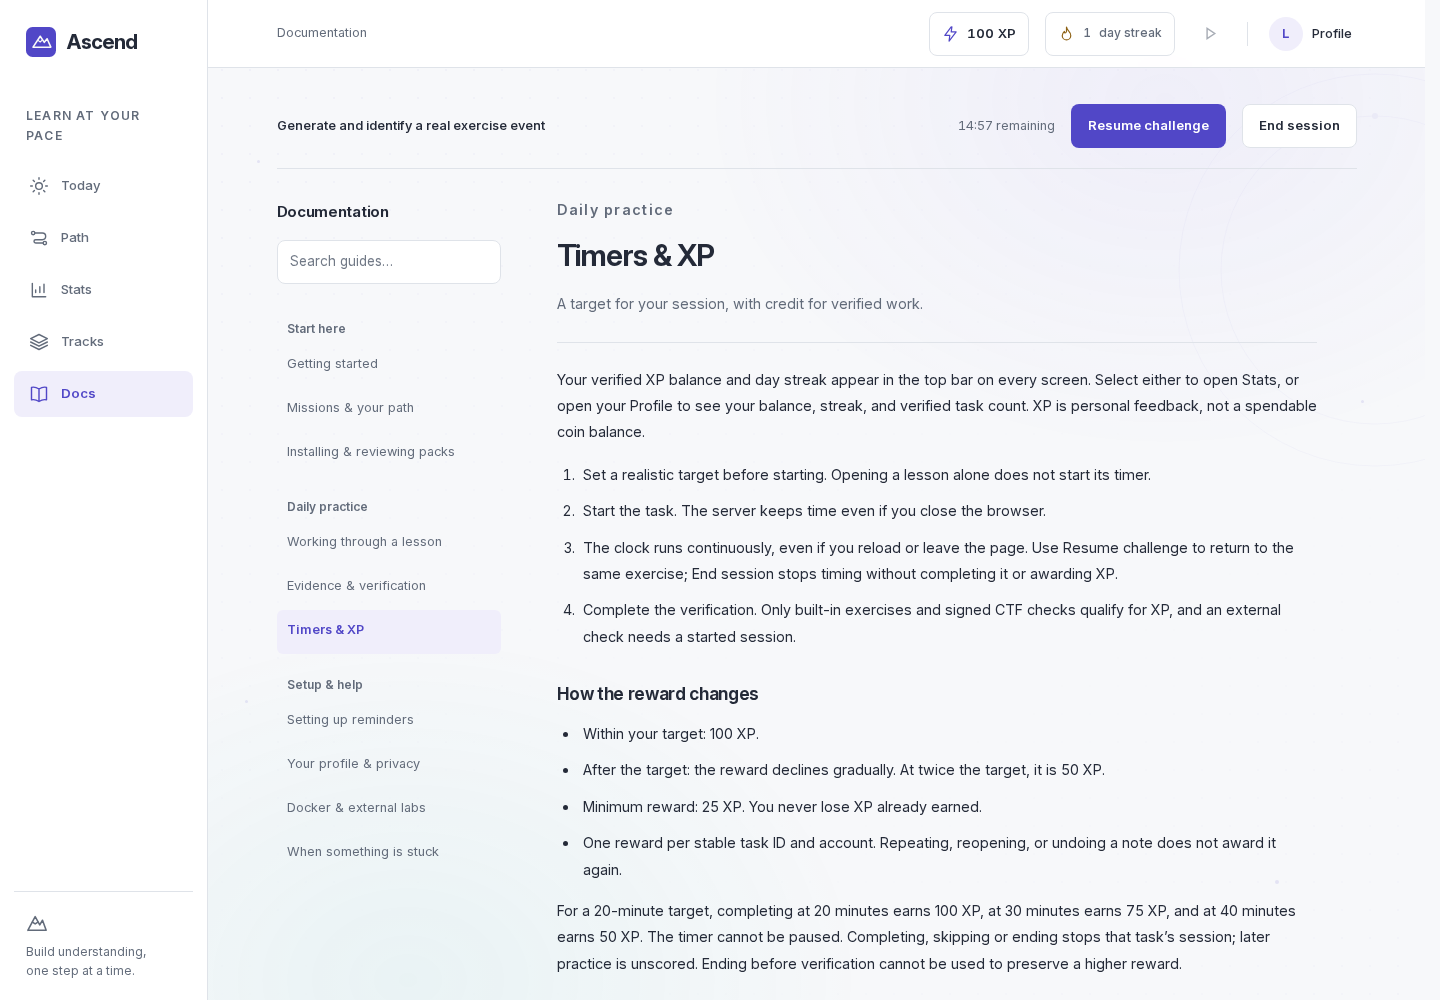 Ascend
LEARN AT YOUR
PACE
Today
Path
Stats
Tracks
Docs
Build understanding,
one step at a time.
Documentation
100 XP
1 day streak
L Profile
Generate and identify a real exercise event
14:57 remaining
Resume challenge
End session
Documentation
Search guides...
Start here
Getting started
Missions & your path
Installing & reviewing packs
Daily practice
Working through a lesson
Evidence & verification
Timers & XP
Setup & help
Setting up reminders
Your profile & privacy
Docker & external labs
When something is stuck
Daily practice
Timers & XP
A target for your session, with credit for verified work.
Your verified XP balance and day streak appear in the top bar on every screen. Select either to open Stats, or
open your Profile to see your balance, streak, and verified task count. XP is personal feedback, not a spendable
coin balance.
1. Set a realistic target before starting. Opening a lesson alone does not start its timer.
2. Start the task. The server keeps time even if you close the browser.
3. The clock runs continuously, even if you reload or leave the page. Use Resume challenge to return to the
same exercise; End session stops timing without completing it or awarding XP.
4. Complete the verification. Only built-in exercises and signed CTF checks qualify for XP, and an external
check needs a started session.
How the reward changes
• Within your target: 100 XP.
• After the target: the reward declines gradually. At twice the target, it is 50 XP.
• Minimum reward: 25 XP. You never lose XP already earned.
• One reward per stable task ID and account. Repeating, reopening, or undoing a note does not award it
again.
For a 20-minute target, completing at 20 minutes earns 100 XP, at 30 minutes earns 75 XP, and at 40 minutes
earns 50 XP. The timer cannot be paused. Completing, skipping or ending stops that task’s session; later
practice is unscored. Ending before verification cannot be used to preserve a higher reward.